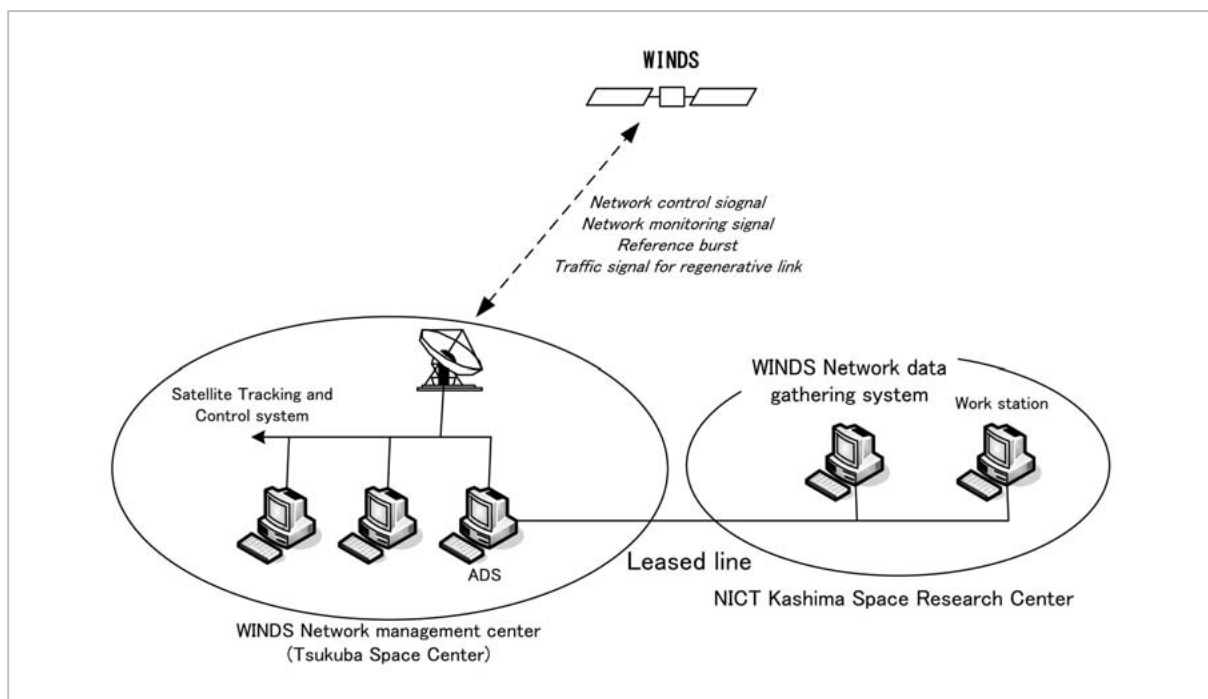 WINDS
Network control siognal
Network monitoring signal
Reference burst
Traffic signal for regenerative link
Satellite Tracking and
Control system
ADS
WINDS Network management center
(Tsukuba Space Center)
Leased line
WINDS Network data
gathering system
Work station
NICT Kashima Space Research Center